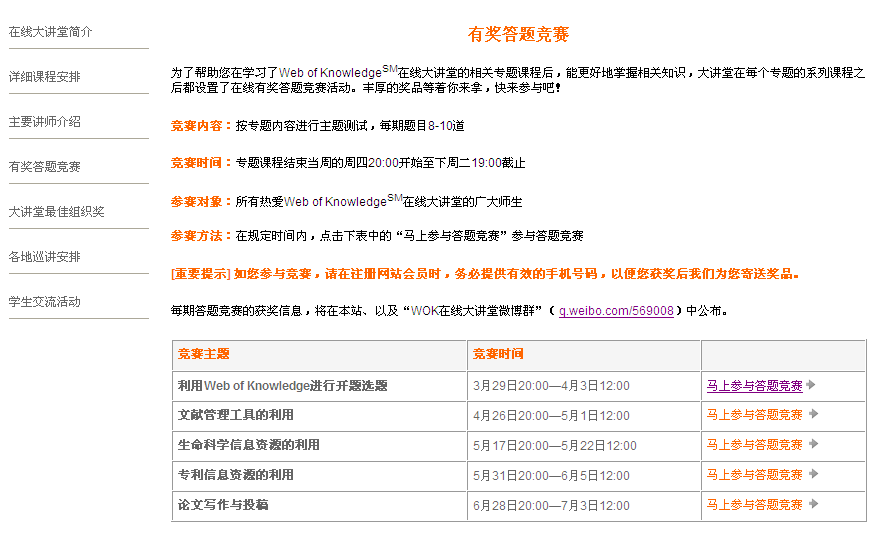 在线大讲堂简介
详细课程安排
主要讲师介绍
有奖答题竞赛
大讲堂最佳组织奖
各地巡讲安排
学生交流活动
有奖答题竞赛
为了帮助您在学习了Web of KnowledgeSM在线大讲堂的相关专题课程后，能更好地掌握相关知识，大讲堂在每个专题的系列课程之
后都设置了在线有奖答题竞赛活动。丰厚的奖品等着你来拿，快来参与吧！
竞赛内容：按专题内容进行主题测试，每期题目8-10道
竞赛时间：专题课程结束当周的周四20:00开始至下周二19:00截止
参赛对象：所有热爱Web of KnowledgeSM在线大讲堂的广大师生
参赛方法：在规定时间内，点击下表中的“马上参与答题竞赛”参与答题竞赛
[重要提示] 如您参与竞赛，请在注册网站会员时，务必提供有效的手机号码，以便您获奖后我们为您寄送奖品。
每期答题竞赛的获奖信息，将在本站、以及“WOK在线大讲堂微博群”（ q.weibo.com/569008）中公布。
竞赛主题 竞赛时间
利用Web of Knowledge进行开题选题 3月29日20:00—4月3日12:00 马上参与答题竞赛
文献管理工具的利用 4月26日20:00—5月1日12:00 马上参与答题竞赛
生命科学信息资源的利用 5月17日20:00—5月22日12:00 马上参与答题竞赛
专利信息资源的利用 5月31日20:00—6月5日12:00 马上参与答题竞赛
论文写作与投稿 6月28日20:00—7月3日12:00 马上参与答题竞赛